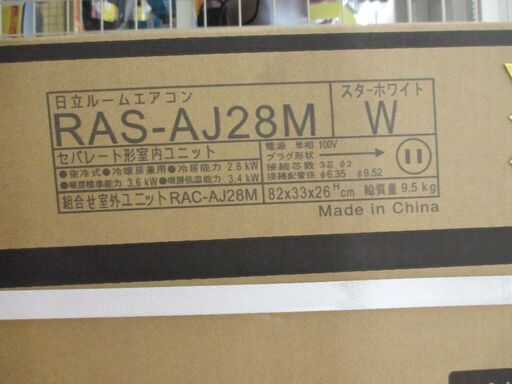 日立ルームエアコン
RAS-AJ28M
スターホワイト
W
セパレート形室内ユニット
●空冷式●冷暖房兼用●冷房能力 2.8 kW
●暖房標準能力 3.6 kW ●暖房低温能力 3.4 kW
組合せ室外ユニットRAC-AJ28M
電源 単相 100V
プラグ形状
接続芯数 3芯 φ2
接続配管径 φ6.35 φ9.52
82x33x26ᴴcm 総質量 9.5 kg
Made in China